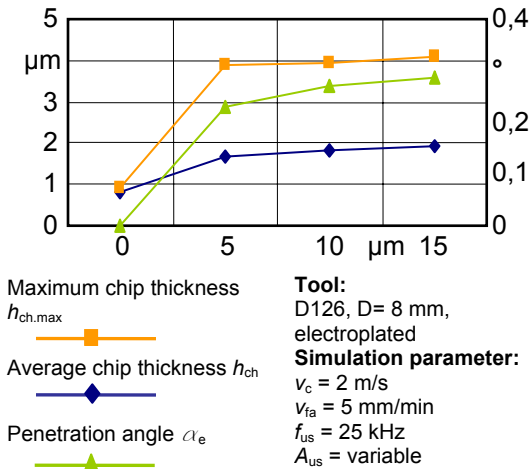 5
µm
3
2
1
0
0,4
°
0,2
0,1
0
0 5 10 µm 15
Maximum chip thickness
hch.max
Average chip thickness hch
Penetration angle αe
Tool:
D126, D= 8 mm,
electroplated
Simulation parameter:
vc = 2 m/s
vfa = 5 mm/min
fus = 25 kHz
Aus = variable